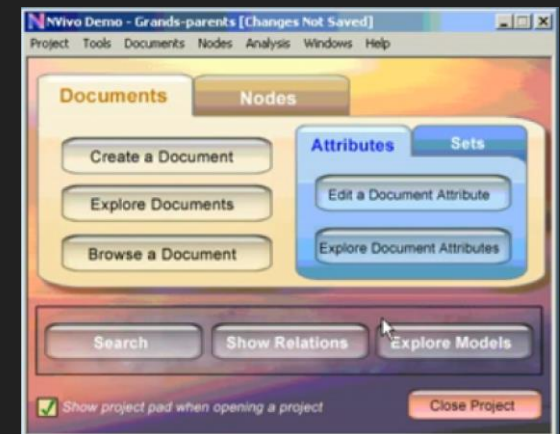 NVivo Demo - Grands-parents [Changes Not Saved]
Project Tools Documents Nodes Analysis Windows Help
Documents Nodes
Attributes Sets
Create a Document
Explore Documents
Browse a Document
Edit a Document Attribute
Explore Document Attributes
Search Show Relations Explore Models
Show project pad when opening a project
Close Project